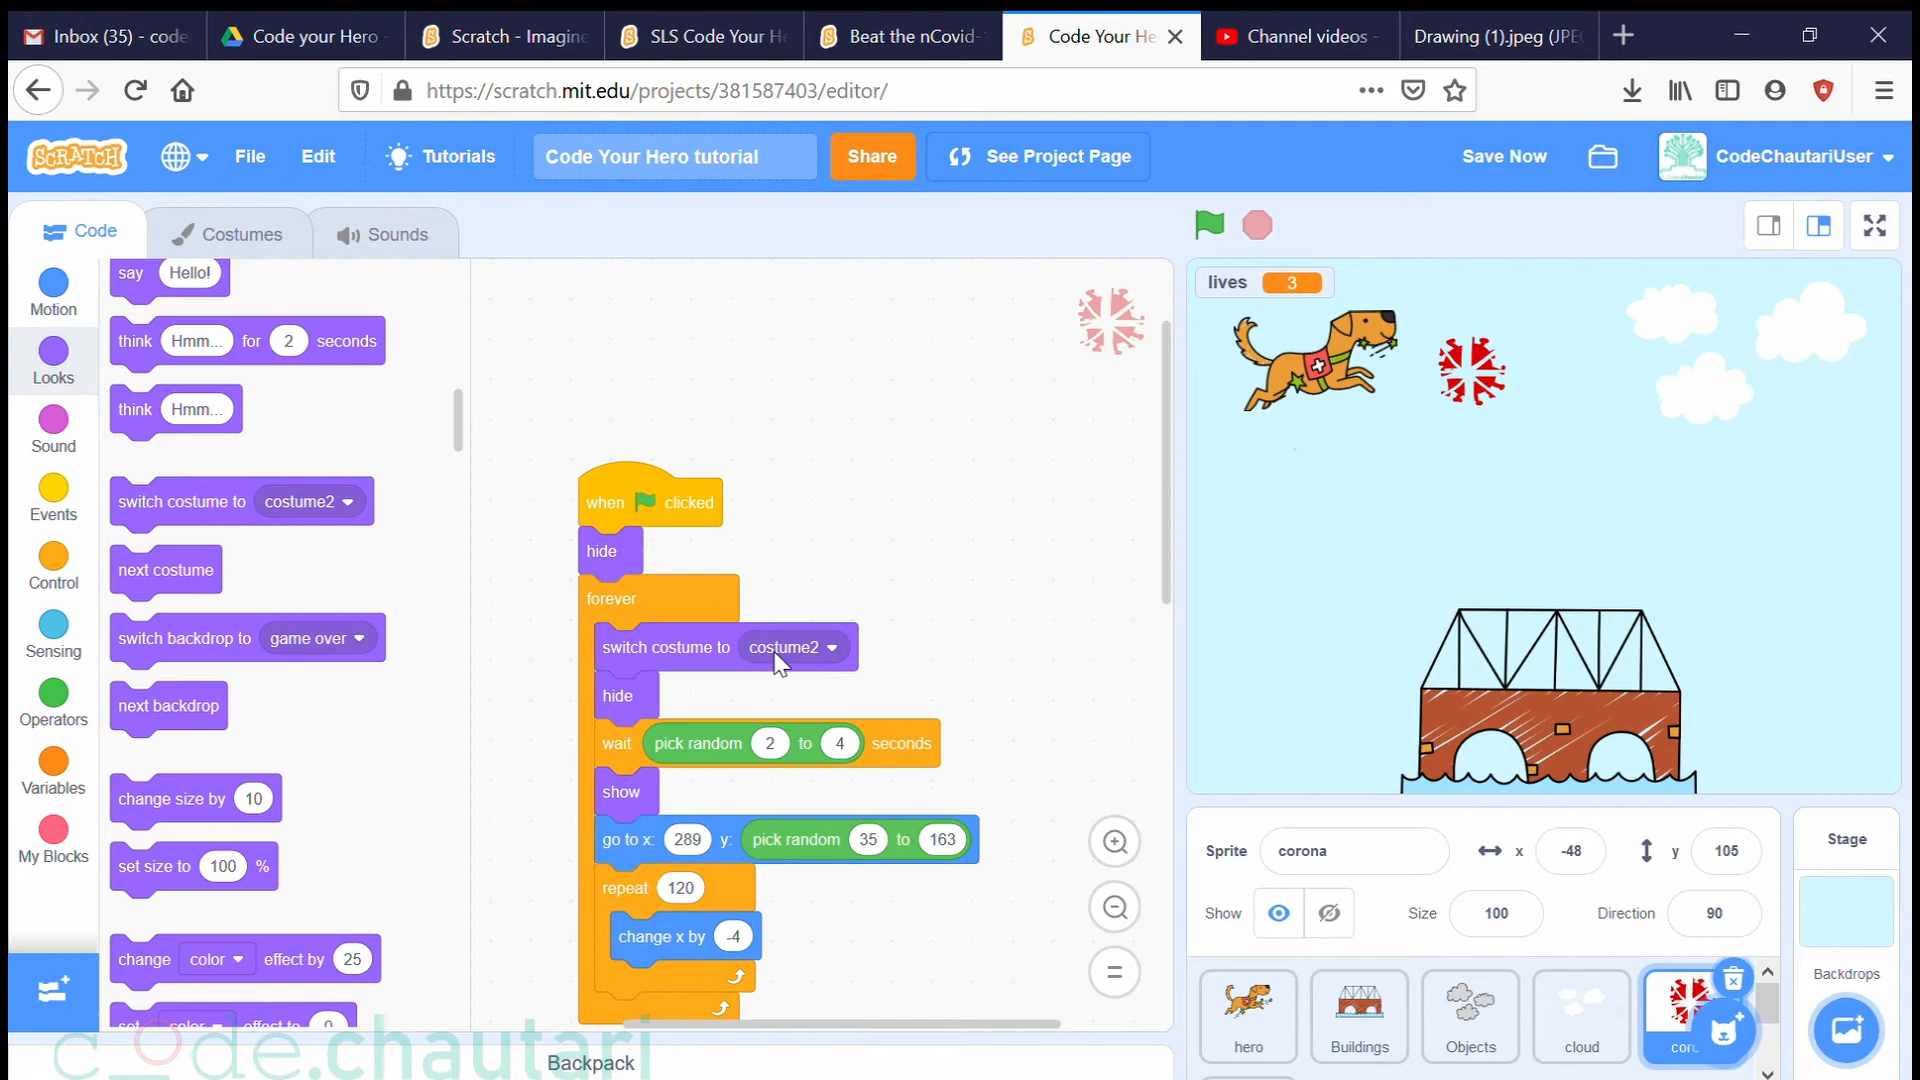 Inbox (35) - code
Code your Hero -
Scratch - Imagine
SLS Code Your H
Beat the nCovid-
Code Your He
Channel videos -
Drawing (1).jpeg (JPE
https://scratch.mit.edu/projects/381587403/editor/
SCRATCH
File
Edit
Tutorials
Code Your Hero tutorial
Share
See Project Page
Save Now
CodeChautariUser
Code
Costumes
Sounds
Motion
Looks
Sound
Events
Control
Sensing
Operators
Variables
My Blocks
say Hello!
think Hmm... for 2 seconds
think Hmm...
switch costume to costume2
next costume
switch backdrop to game over
next backdrop
change size by 10
set size to 100 %
change color effect by 25
set color effect to 0
when clicked
hide
forever
switch costume to costume2
hide
wait pick random 2 to 4 seconds
show
go to x: 289 y: pick random 35 to 163
repeat 120
change x by -4
Backpack
code.chautari
lives 3
Sprite corona x -48 y 105
Show Size 100 Direction 90
hero
Buildings
Objects
cloud
cor
Stage
Backdrops